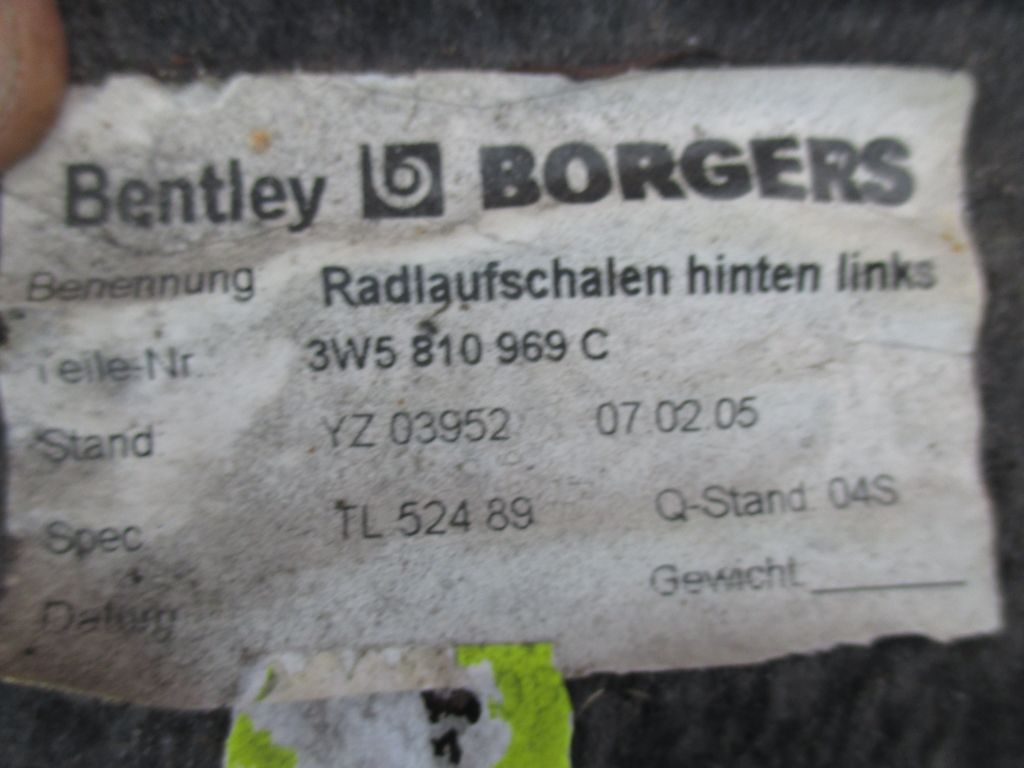 Bentley BORGERS
Benennung Radlaufschalen hinten links
Teile-Nr. 3W5 810 969 C
Stand YZ 03952 07.02.05
Spec TL 524 89 Q-Stand 04S
Gewicht